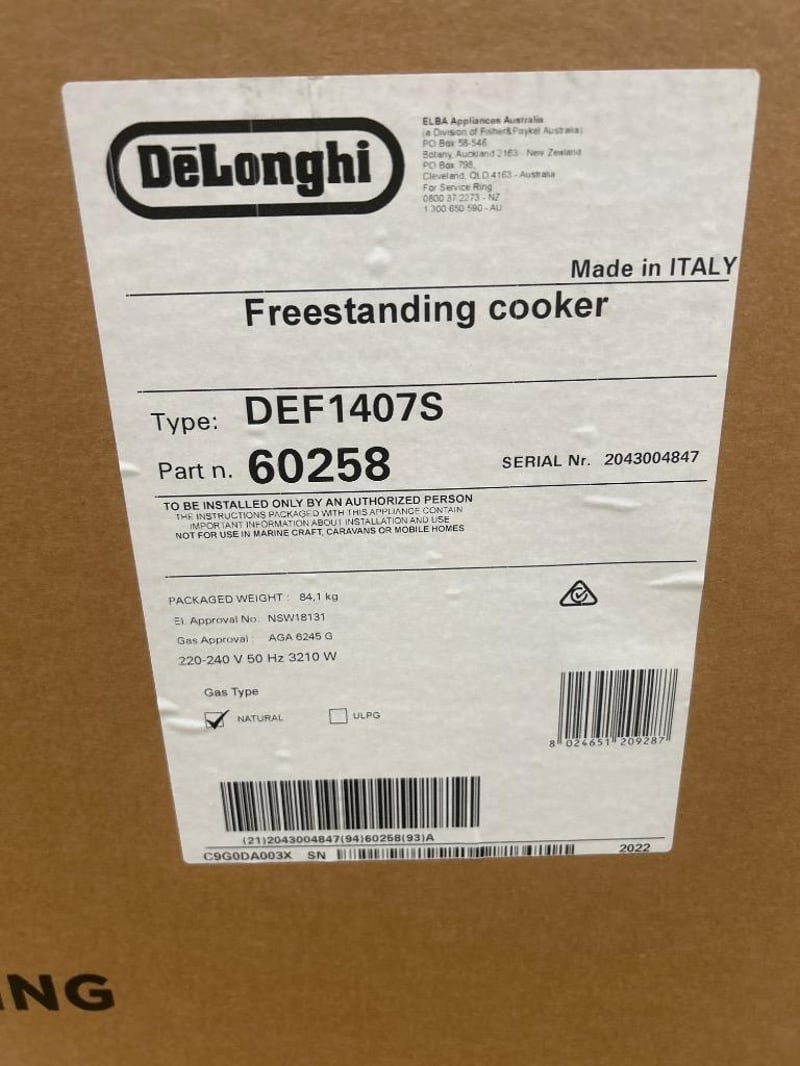 DēLonghi
ELBA Appliances Australia
(a Division of Fisher&Paykel Australia)
PO Box 58-546
Botany, Auckland 2163 - New Zealand
PO Box 798,
Cleveland, QLD 4163 - Australia
For Service Ring
0800 37 2273 - NZ
1 300 650 590 - AU
Made in ITALY
Freestanding cooker
Type: DEF1407S
Part n. 60258
SERIAL Nr. 2043004847
TO BE INSTALLED ONLY BY AN AUTHORIZED PERSON
THE INSTRUCTIONS PACKAGED WITH THIS APPLIANCE CONTAIN
IMPORTANT INFORMATION ABOUT INSTALLATION AND USE
NOT FOR USE IN MARINE CRAFT, CARAVANS OR MOBILE HOMES
PACKAGED WEIGHT : 84,1 kg
El. Approval No: NSW18131
Gas Approval : AGA 6245 G
220-240 V 50 Hz 3210 W
Gas Type
NATURAL
ULPG
8 024651 209287
(21)2043004847(94)60258(93)A
C9G0DA003X SN
2022
ING